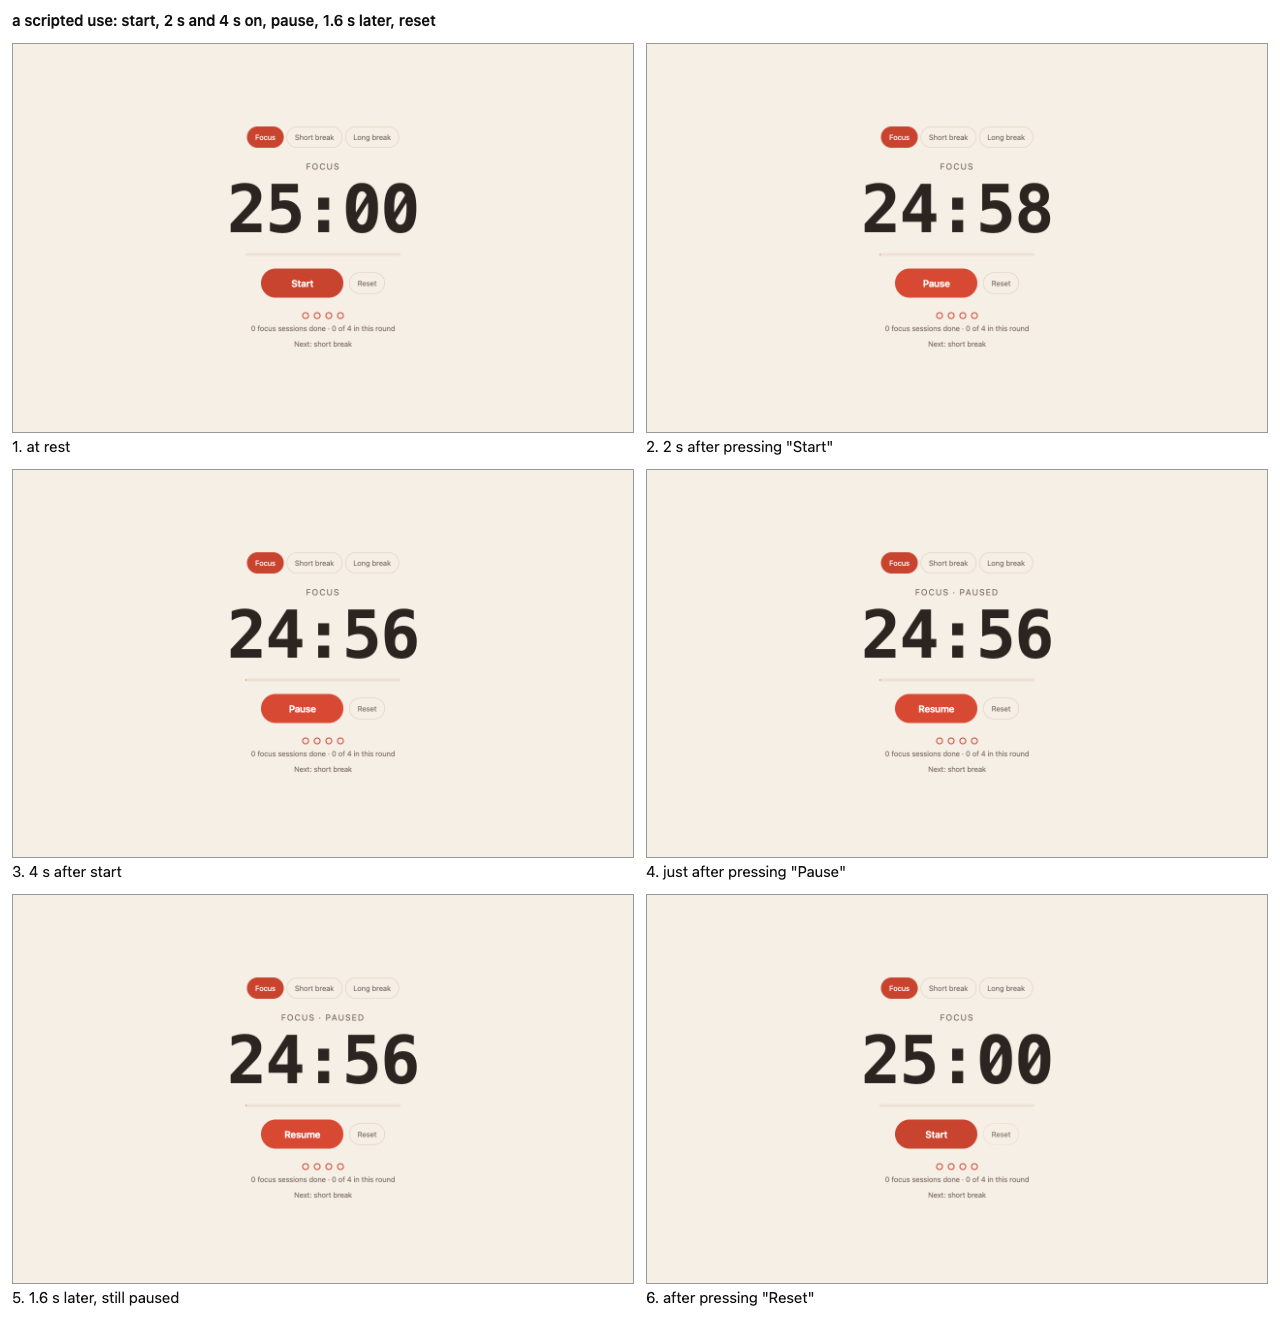 a scripted use: start, 2 s and 4 s on, pause, 1.6 s later, reset
Focus Short break Long break
FOCUS
25:00
Start Reset
0 focus sessions done · 0 of 4 in this round
Next: short break
1. at rest
Focus Short break Long break
FOCUS
24:58
Pause Reset
0 focus sessions done · 0 of 4 in this round
Next: short break
2. 2 s after pressing "Start"
Focus Short break Long break
FOCUS
24:56
Pause Reset
0 focus sessions done · 0 of 4 in this round
Next: short break
3. 4 s after start
Focus Short break Long break
FOCUS · PAUSED
24:56
Resume Reset
0 focus sessions done · 0 of 4 in this round
Next: short break
4. just after pressing "Pause"
Focus Short break Long break
FOCUS · PAUSED
24:56
Resume Reset
0 focus sessions done · 0 of 4 in this round
Next: short break
5. 1.6 s later, still paused
Focus Short break Long break
FOCUS
25:00
Start Reset
0 focus sessions done · 0 of 4 in this round
Next: short break
6. after pressing "Reset"